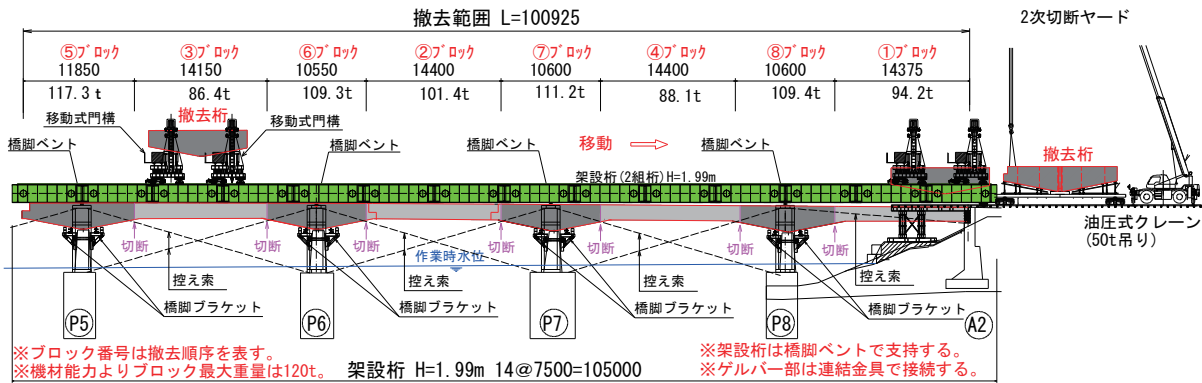 撤去範囲 L=100925
2次切断ヤード
⑤ブロック ③ブロック ⑥ブロック ②ブロック ⑦ブロック ④ブロック ⑧ブロック ①ブロック
11850 14150 10550 14400 10600 14400 10600 14375
117.3 t 86.4t 109.3t 101.4t 111.2t 88.1t 109.4t 94.2t
撤去桁
移動式門構 移動式門構
橋脚ベント 橋脚ベント 橋脚ベント 移動 橋脚ベント
撤去桁
架設桁(2組桁)H=1.99m
油圧式クレーン
(50t吊り)
切断 切断 切断 切断 切断 切断 切断
控え索 控え索 控え索
作業時水位
控え索 控え索
橋脚ブラケット 橋脚ブラケット 橋脚ブラケット 橋脚ブラケット
P5 P6 P7 P8 A2
※ブロック番号は撤去順序を表す。
※機材能力よりブロック最大重量は120t。
架設桁 H=1.99m 14@7500=105000
※架設桁は橋脚ベントで支持する。
※ゲルバー部は連結金具で接続する。